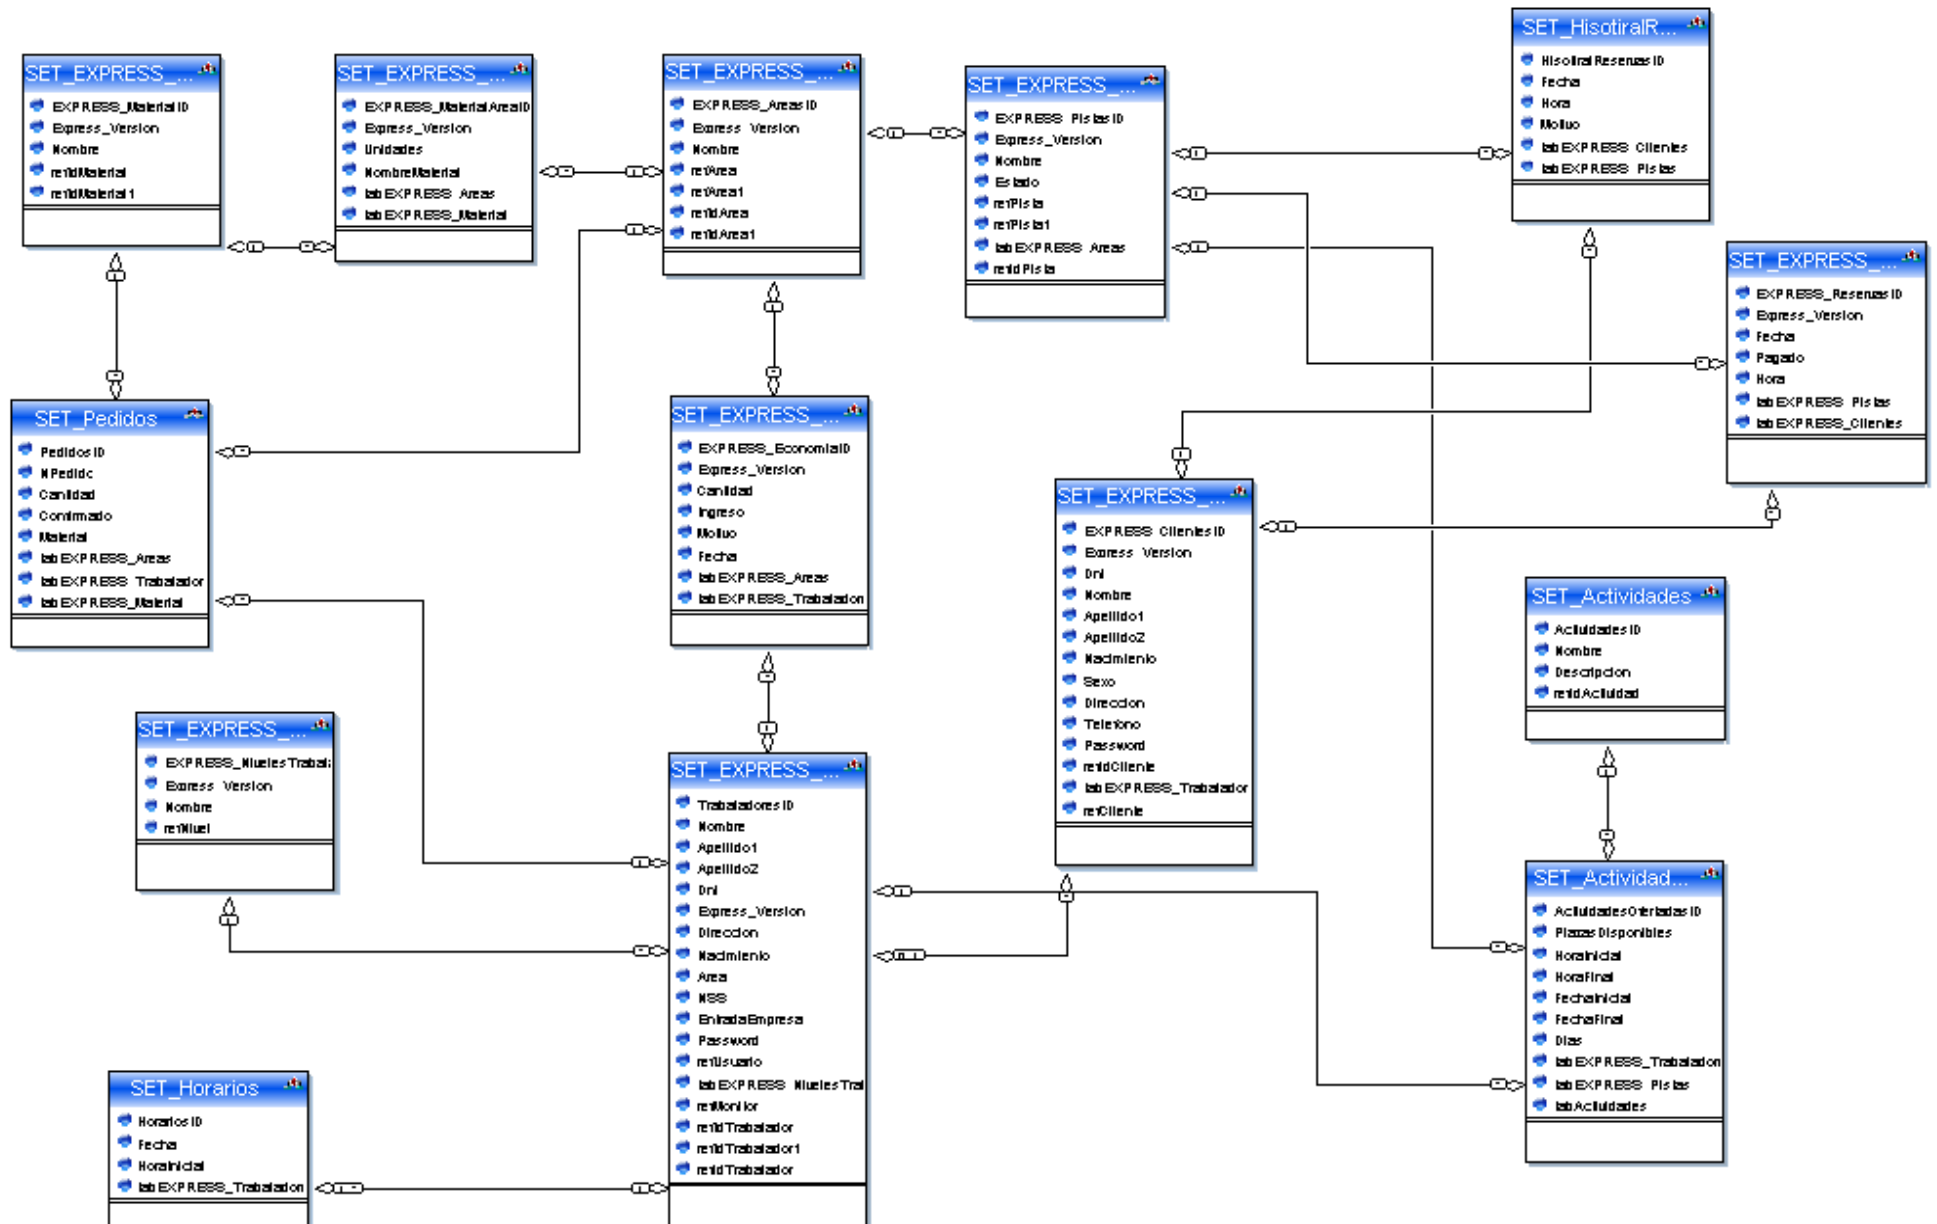 SET_EXPRESS_...
EXPRESS_MaterialID
Express_Version
Nombre
refIdMaterial
refIdMaterial1
SET_EXPRESS_...
EXPRESS_MaterialAreaID
Express_Version
Unidades
NombreMaterial
tabEXPRESS_Areas
tabEXPRESS_Material
SET_EXPRESS_...
EXPRESS_AreasID
Express_Version
Nombre
refArea
refArea1
refIdArea
refIdArea1
SET_EXPRESS_...
EXPRESS_PistasID
Express_Version
Nombre
Estado
refPista
refPista1
tabEXPRESS_Areas
refIdPista
SET_HisotiralR...
HisotiralReservasID
Fecha
Hora
Motivo
tabEXPRESS_Clientes
tabEXPRESS_Pistas
SET_EXPRESS_...
EXPRESS_ReservasID
Express_Version
Fecha
Pagado
Hora
tabEXPRESS_Pistas
tabEXPRESS_Clientes
SET_Pedidos
PedidosID
NPedido
Cantidad
Confirmado
Material
tabEXPRESS_Areas
tabEXPRESS_Trabajador
tabEXPRESS_Material
SET_EXPRESS_...
EXPRESS_EconomiaID
Express_Version
Cantidad
Ingreso
Motivo
Fecha
tabEXPRESS_Areas
tabEXPRESS_Trabajador
SET_EXPRESS_...
EXPRESS_ClientesID
Express_Version
Dni
Nombre
Apellido1
Apellido2
Nacimiento
Sexo
Direccion
Telefono
Password
refIdCliente
tabEXPRESS_Trabajador
refCliente
SET_Actividades
ActividadesID
Nombre
Descripcion
refIdActividad
SET_EXPRESS_...
EXPRESS_NivelesTrabaj
Express_Version
Nombre
refNivel
SET_EXPRESS_...
TrabajadoresID
Nombre
Apellido1
Apellido2
Dni
Express_Version
Direccion
Nacimiento
Area
NSS
EntradaEmpresa
Password
refUsuario
tabEXPRESS_NivelesTra
refMonitor
refIdTrabajador
refIdTrabajador1
refIdTrabajador
SET_Actividad...
ActividadesOfertadasID
PlazasDisponibles
HoraInicial
HoraFinal
FechaInicial
FechaFinal
Dias
tabEXPRESS_Trabajador
tabEXPRESS_Pistas
tabActividades
SET_Horarios
HorariosID
Fecha
HoraInicial
tabEXPRESS_Trabajador